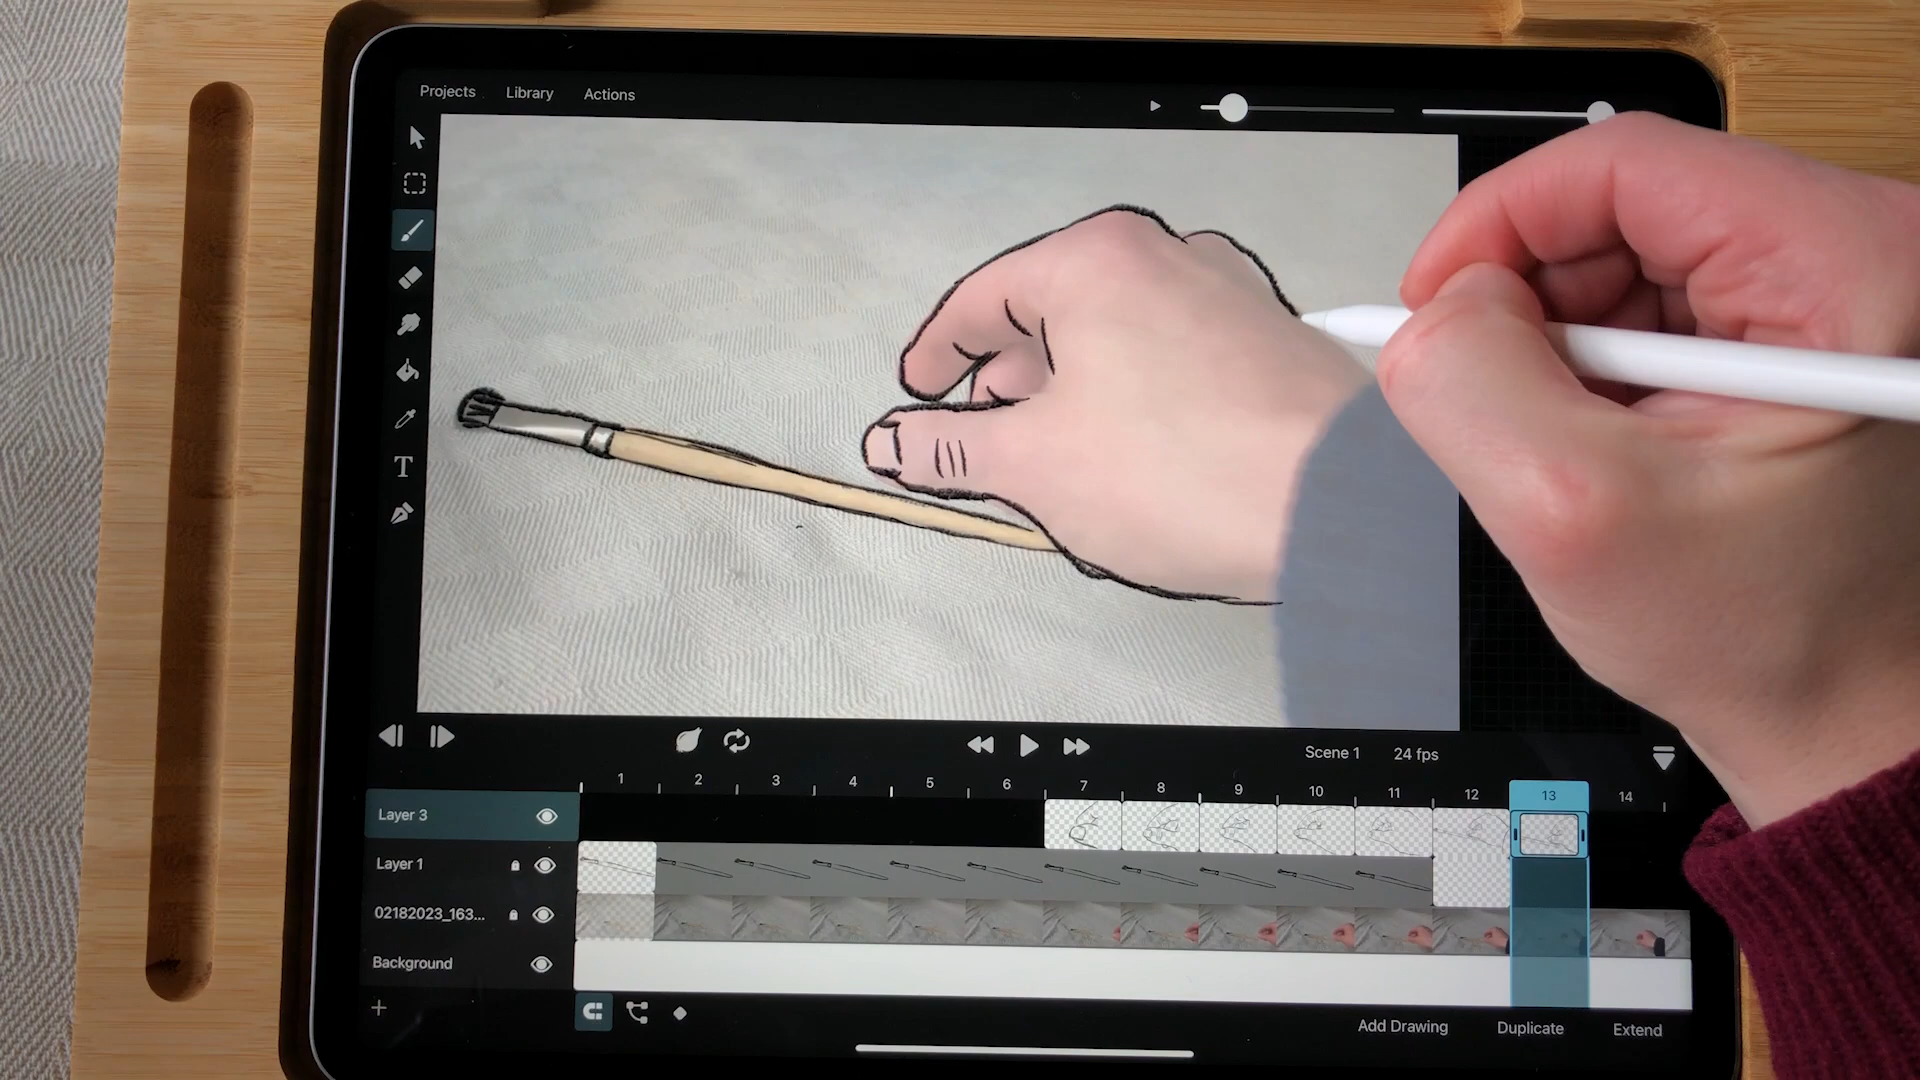 Projects Library Actions
T
Scene 1 24 fps
1 2 3 4 5 6 7 8 9 10 11 12 13 14
Layer 3
Layer 1
02182023_163...
Background
Add Drawing Duplicate Extend